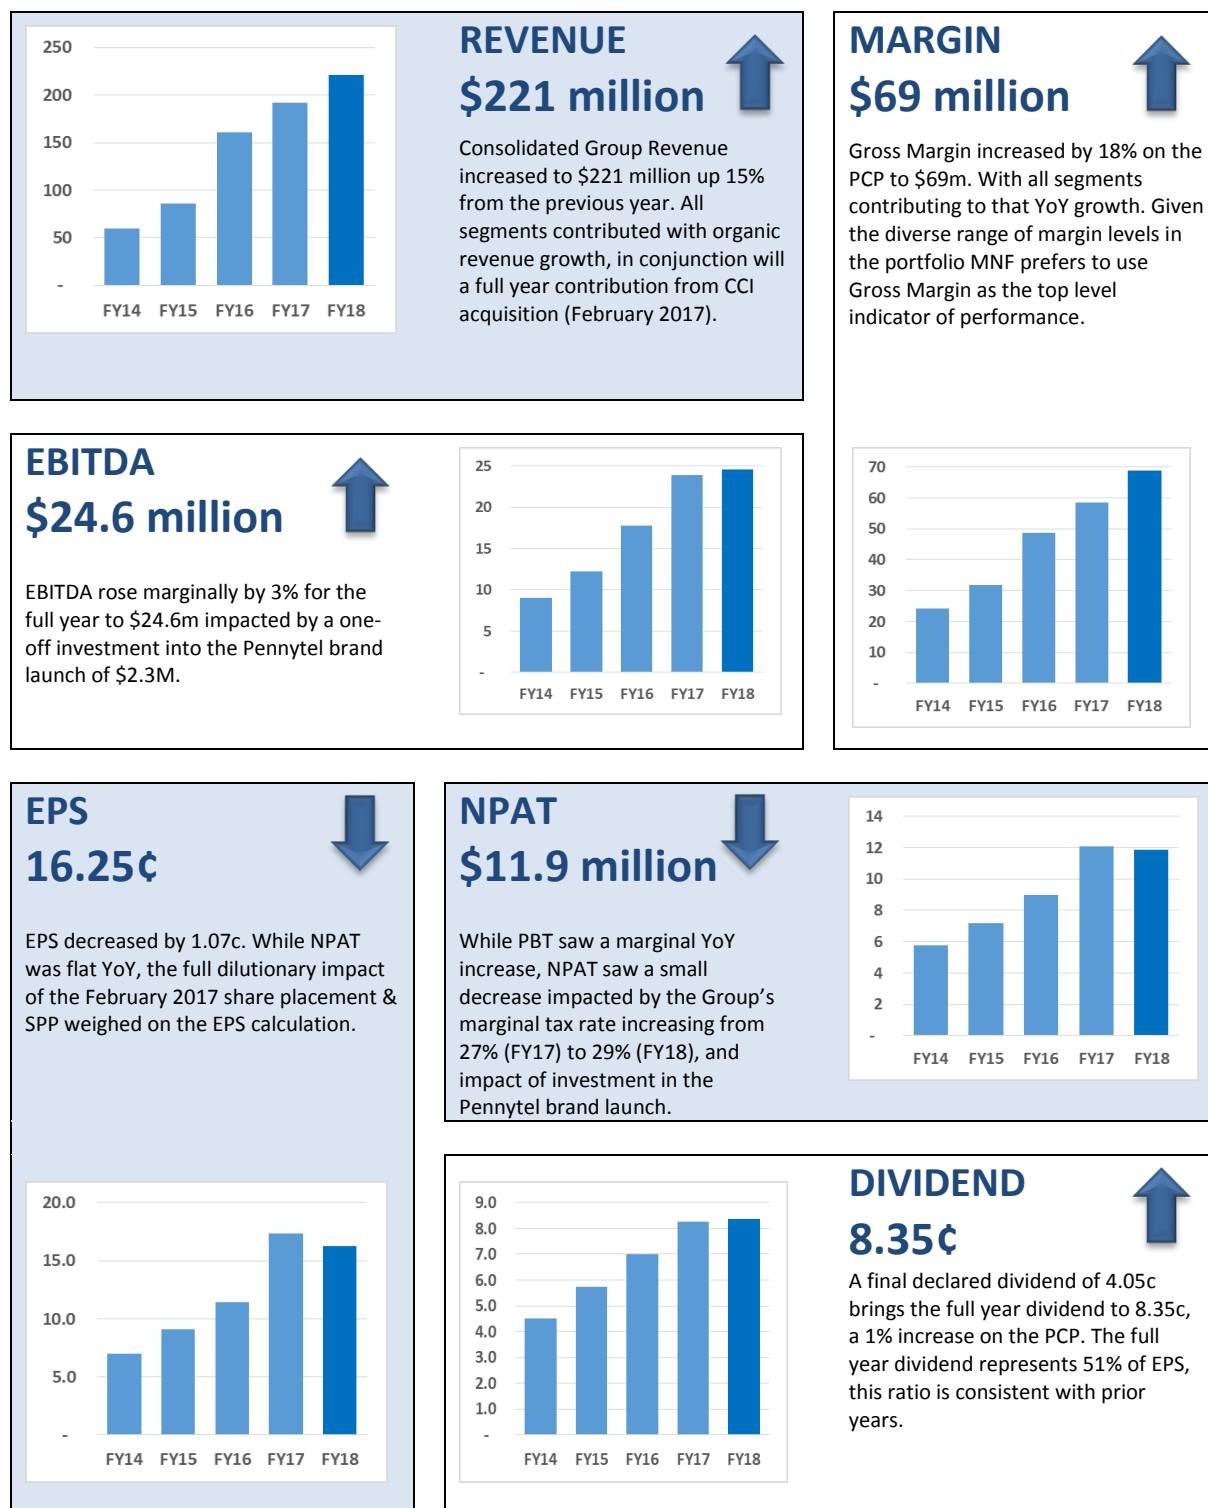 250
200
150
100
50
-
FY14 FY15 FY16 FY17 FY18
REVENUE
$221 million
Consolidated Group Revenue
increased to $221 million up 15%
from the previous year. All
segments contributed with organic
revenue growth, in conjunction will
a full year contribution from CCI
acquisition (February 2017).
MARGIN
$69 million
Gross Margin increased by 18% on the
PCP to $69m. With all segments
contributing to that YoY growth. Given
the diverse range of margin levels in
the portfolio MNF prefers to use
Gross Margin as the top level
indicator of performance.
70
60
50
40
30
20
10
-
FY14 FY15 FY16 FY17 FY18
EBITDA
$24.6 million
EBITDA rose marginally by 3% for the
full year to $24.6m impacted by a one-
off investment into the Pennytel brand
launch of $2.3M.
25
20
15
10
5
-
FY14 FY15 FY16 FY17 FY18
EPS
16.25¢
EPS decreased by 1.07c. While NPAT
was flat YoY, the full dilutionary impact
of the February 2017 share placement &
SPP weighed on the EPS calculation.
20.0
15.0
10.0
5.0
-
FY14 FY15 FY16 FY17 FY18
NPAT
$11.9 million
While PBT saw a marginal YoY
increase, NPAT saw a small
decrease impacted by the Group's
marginal tax rate increasing from
27% (FY17) to 29% (FY18), and
impact of investment in the
Pennytel brand launch.
14
12
10
8
6
4
2
-
FY14 FY15 FY16 FY17 FY18
9.0
8.0
7.0
6.0
5.0
4.0
3.0
2.0
1.0
-
FY14 FY15 FY16 FY17 FY18
DIVIDEND
8.35¢
A final declared dividend of 4.05c
brings the full year dividend to 8.35c,
a 1% increase on the PCP. The full
year dividend represents 51% of EPS,
this ratio is consistent with prior
years.